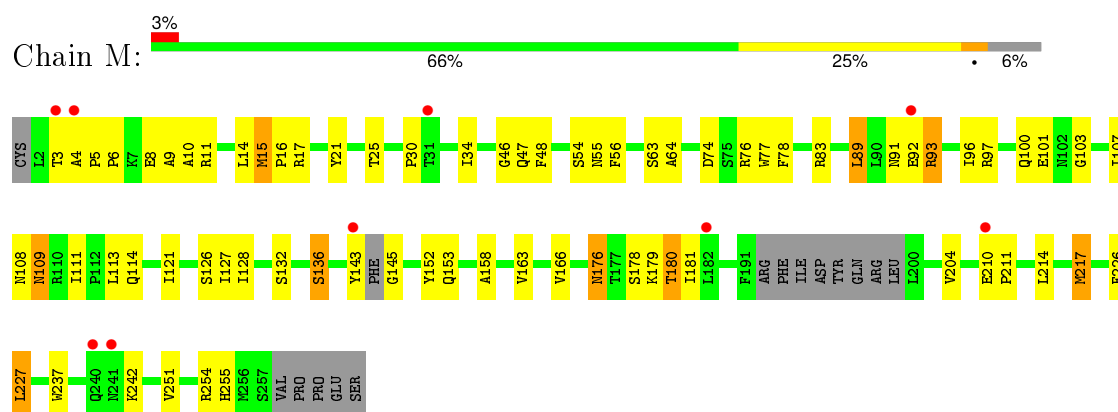 3%
Chain M:
66% 25% • 6%
CYS L2 T3 A4 P5 P6 K7 E8 A9 A10 R11 L14 M15 P16 R17 Y21 T25 P30 T31 I34 G46 Q47 F48 S54 N55 F56 S63 A64 D74 S75 R76 W77 F78 R83 L89 L90 N91 E92 R93 I96 R97 Q100 E101 N102 G103
N108 N109 R110 I111 P112 L113 Q114 I121 S126 I127 I128 S132 S136 Y143 PHE G145 Y152 Q153 A158 V163 V166 N176 T177 S178 K179 T180 I181 L182 F191 ARG PHE ILE ASP TYR GLN ARG LEU L200 V204 E210 P211 L214 M217
L227 W237 Q240 N241 K242 V251 R254 H255 M256 S257 VAL PRO PRO GLU SER